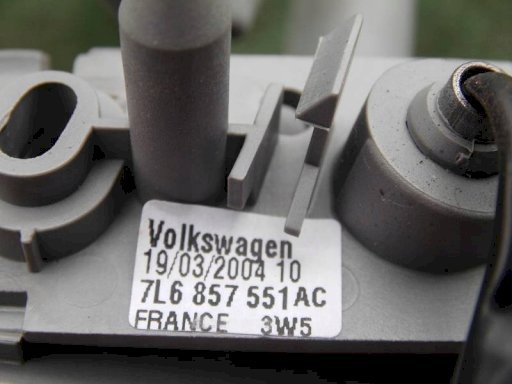 Volkswagen
19/03/2004 10
7L6 857 551AC
FRANCE 3W5